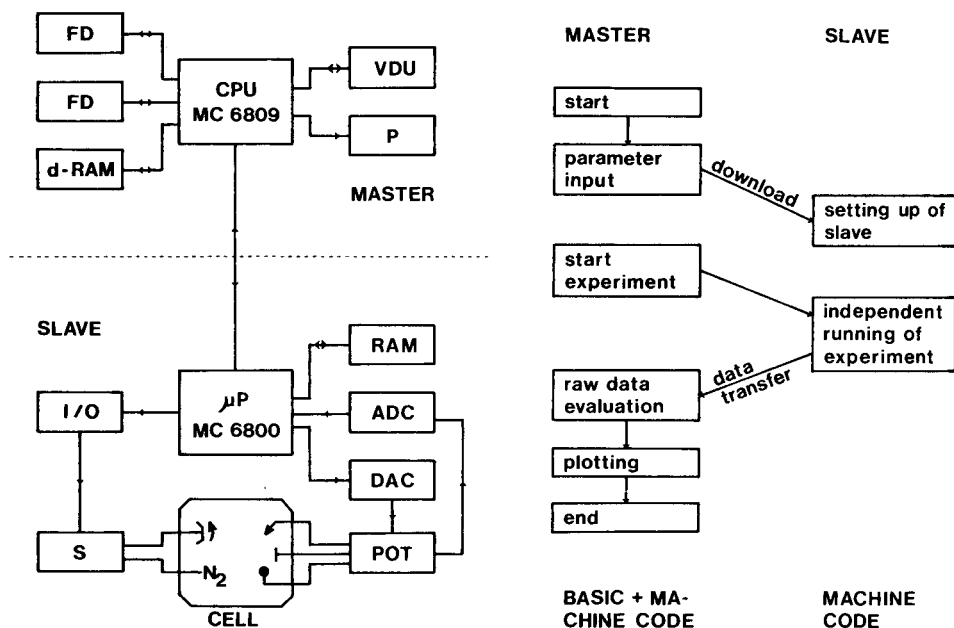 FD
FD
d-RAM
CPU
MC 6809
VDU
P
MASTER
SLAVE
µP
MC 6800
RAM
ADC
DAC
I/O
S
N2
CELL
POT
MASTER
start
parameter
input
download
start
experiment
data
transfer
raw data
evaluation
plotting
end
BASIC + MA-
CHINE CODE
SLAVE
setting up of
slave
independent
running of
experiment
MACHINE
CODE